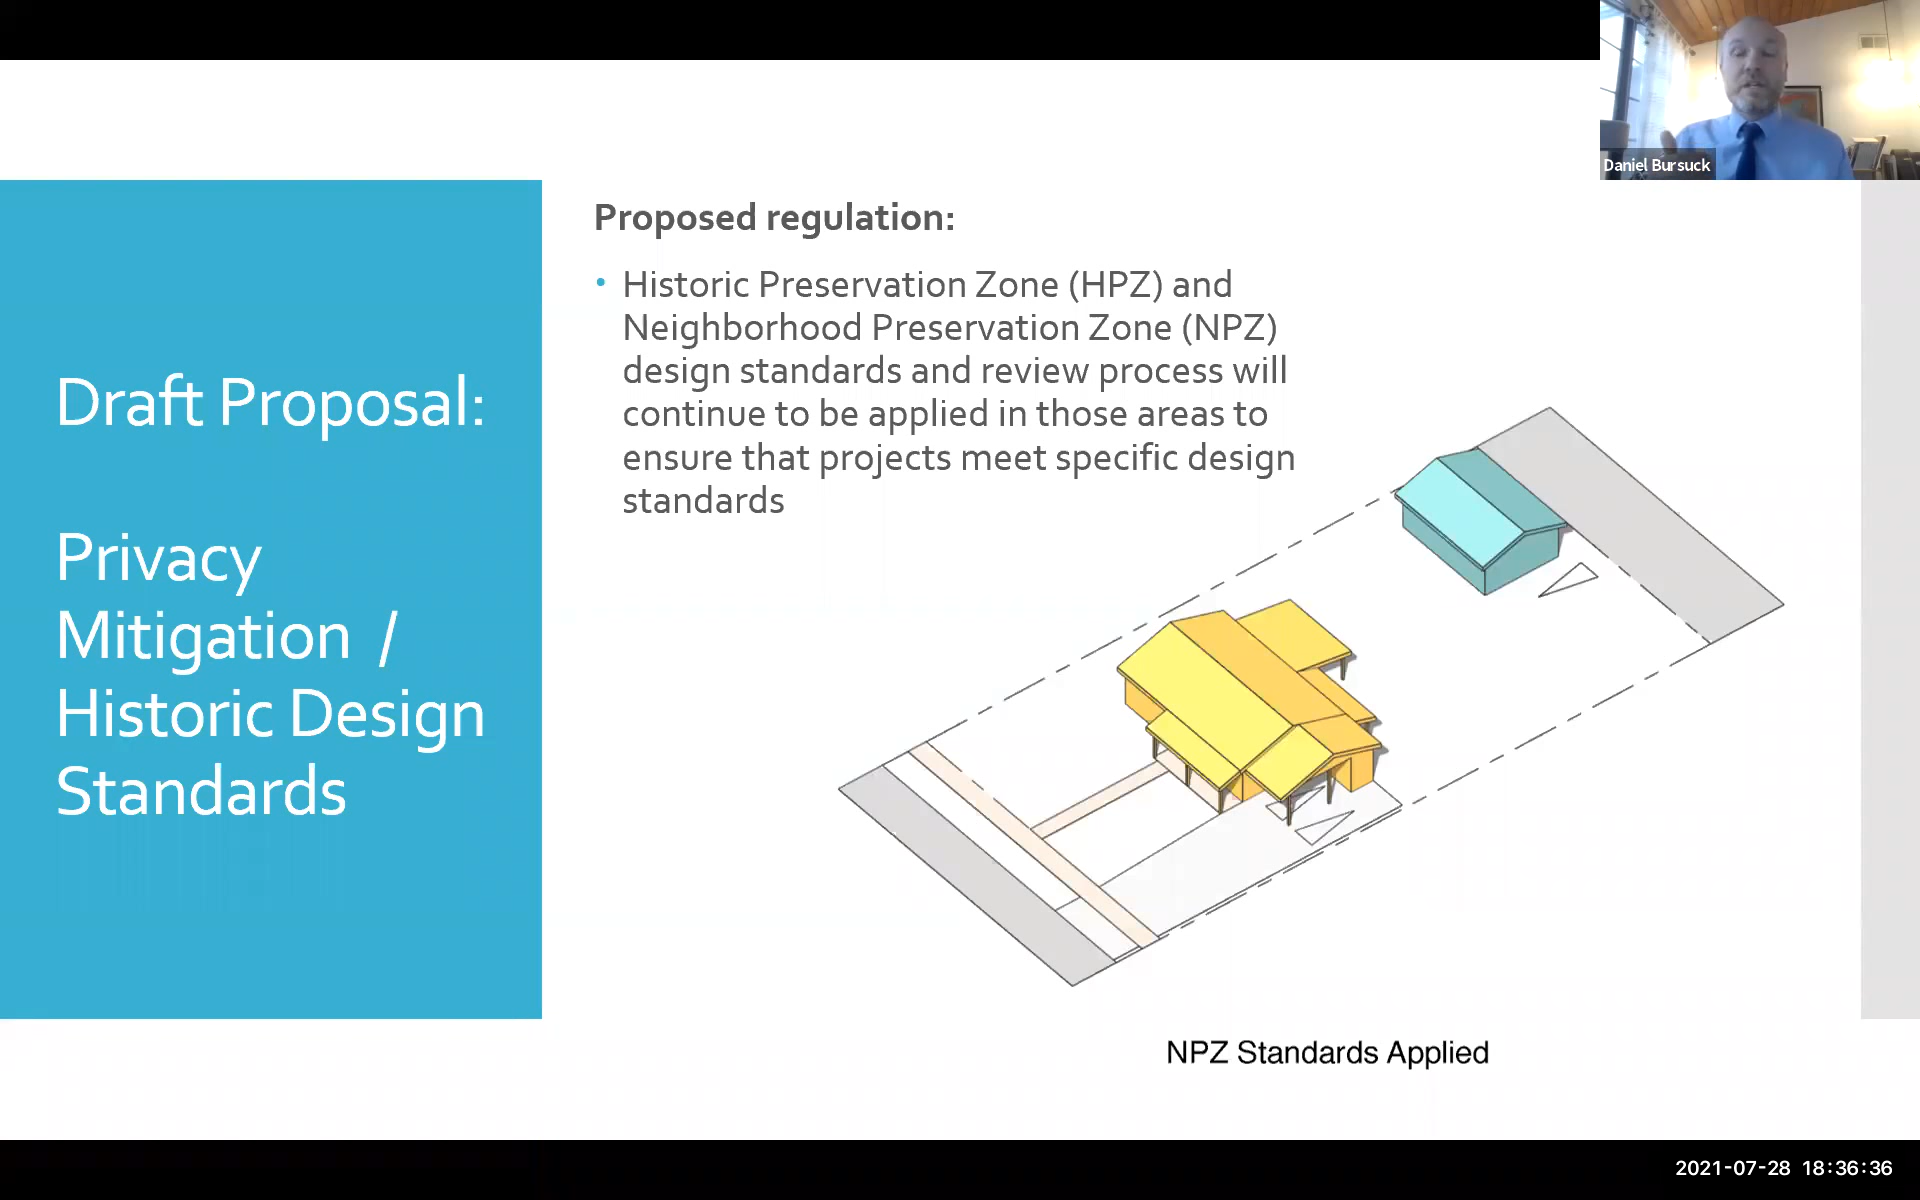 Daniel Bursuck
Draft Proposal:
Privacy
Mitigation /
Historic Design
Standards
Proposed regulation:
• Historic Preservation Zone (HPZ) and
Neighborhood Preservation Zone (NPZ)
design standards and review process will
continue to be applied in those areas to
ensure that projects meet specific design
standards
NPZ Standards Applied
2021-07-28 18:36:36